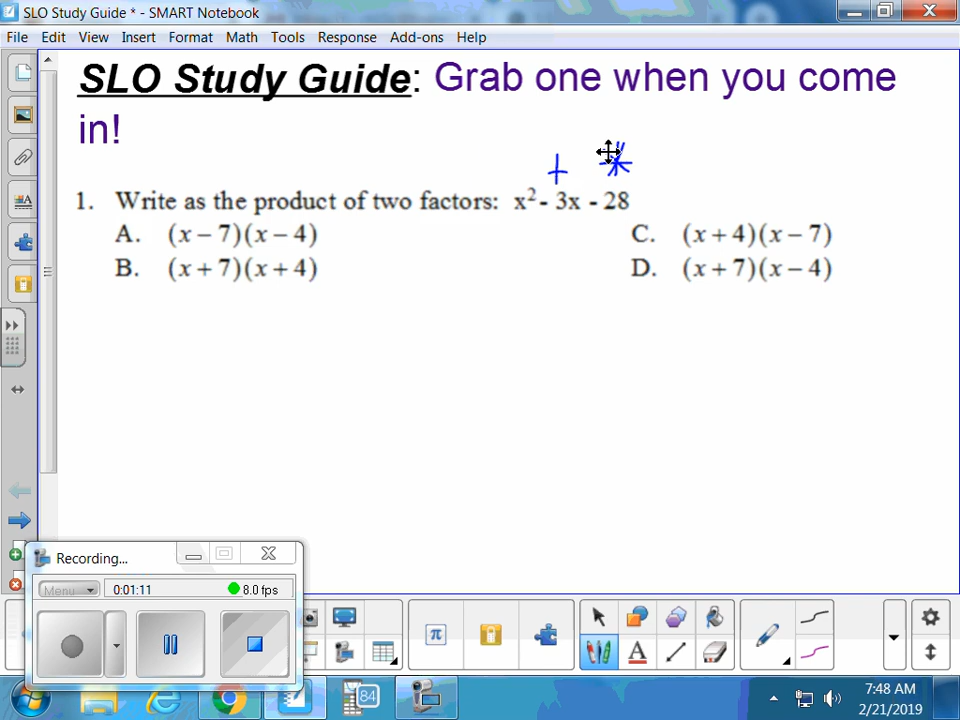 SLO Study Guide * - SMART Notebook
File Edit View Insert Format Math Tools Response Add-ons Help
SLO Study Guide: Grab one when you come
in!
+ *
1. Write as the product of two factors: x² - 3x - 28
A. (x – 7)(x – 4) C. (x + 4)(x – 7)
B. (x + 7)(x + 4) D. (x + 7)(x – 4)
Recording...
Menu 0:01:11 8.0 fps
π
A
84
7:48 AM
2/21/2019